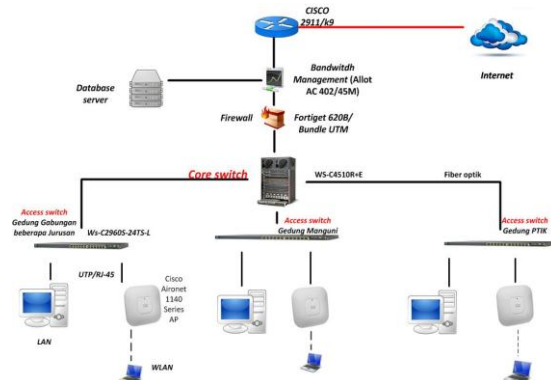 CISCO
2911/k9
Internet
Bandwitdh
Management (Allot
AC 402/45M)
Database
server
Firewall
Fortiget 620B/
Bundle UTM
Core switch
WS-C4510R+E
Fiber optik
Access switch
Gedung Gabungan
beberapa Jurusan
Ws-C2960S-24TS-L
Access switch
Gedung Manguni
Access switch
Gedung PTIK
UTP/RJ-45
Cisco
Aironet
1140
Series
AP
LAN
WLAN